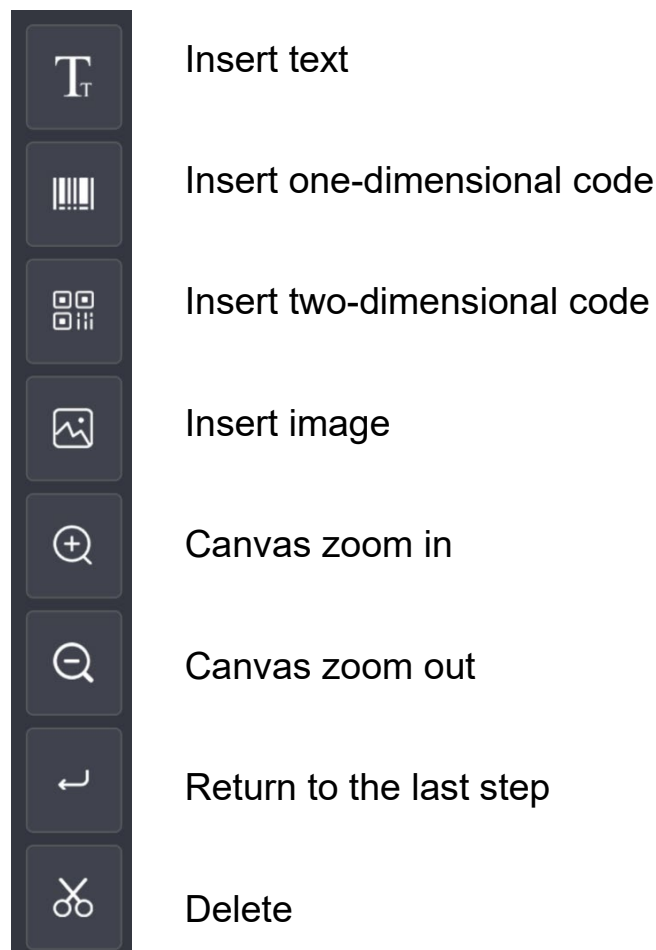 TT
Insert text
Insert one-dimensional code
Insert two-dimensional code
Insert image
Canvas zoom in
Canvas zoom out
Return to the last step
Delete